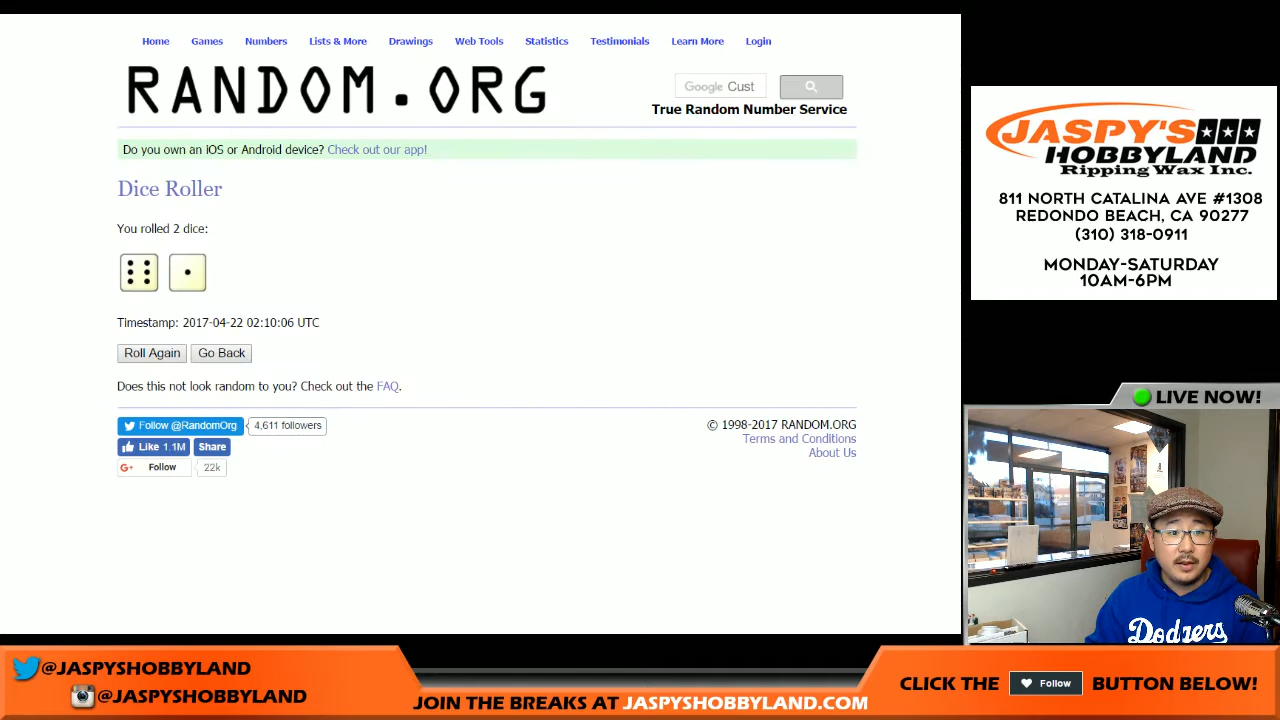 Home Games Numbers Lists & More Drawings Web Tools Statistics Testimonials Learn More Login
RANDOM.ORG
Google Cust
True Random Number Service
Do you own an iOS or Android device? Check out our app!
Dice Roller
You rolled 2 dice:
Timestamp: 2017-04-22 02:10:06 UTC
Roll Again Go Back
Does this not look random to you? Check out the FAQ.
Follow @RandomOrg 4,611 followers
Like 1.1M Share
G+ Follow 22k
© 1998-2017 RANDOM.ORG
Terms and Conditions
About Us
JASPY'S
HOBBYLAND
Ripping Wax Inc.
811 NORTH CATALINA AVE #1308
REDONDO BEACH, CA 90277
(310) 318-0911
MONDAY-SATURDAY
10AM-6PM
LIVE NOW!
Dodgers
@JASPYSHOBBYLAND
@JASPYSHOBBYLAND
JOIN THE BREAKS AT JASPYSHOBBYLAND.COM
CLICK THE Follow BUTTON BELOW!